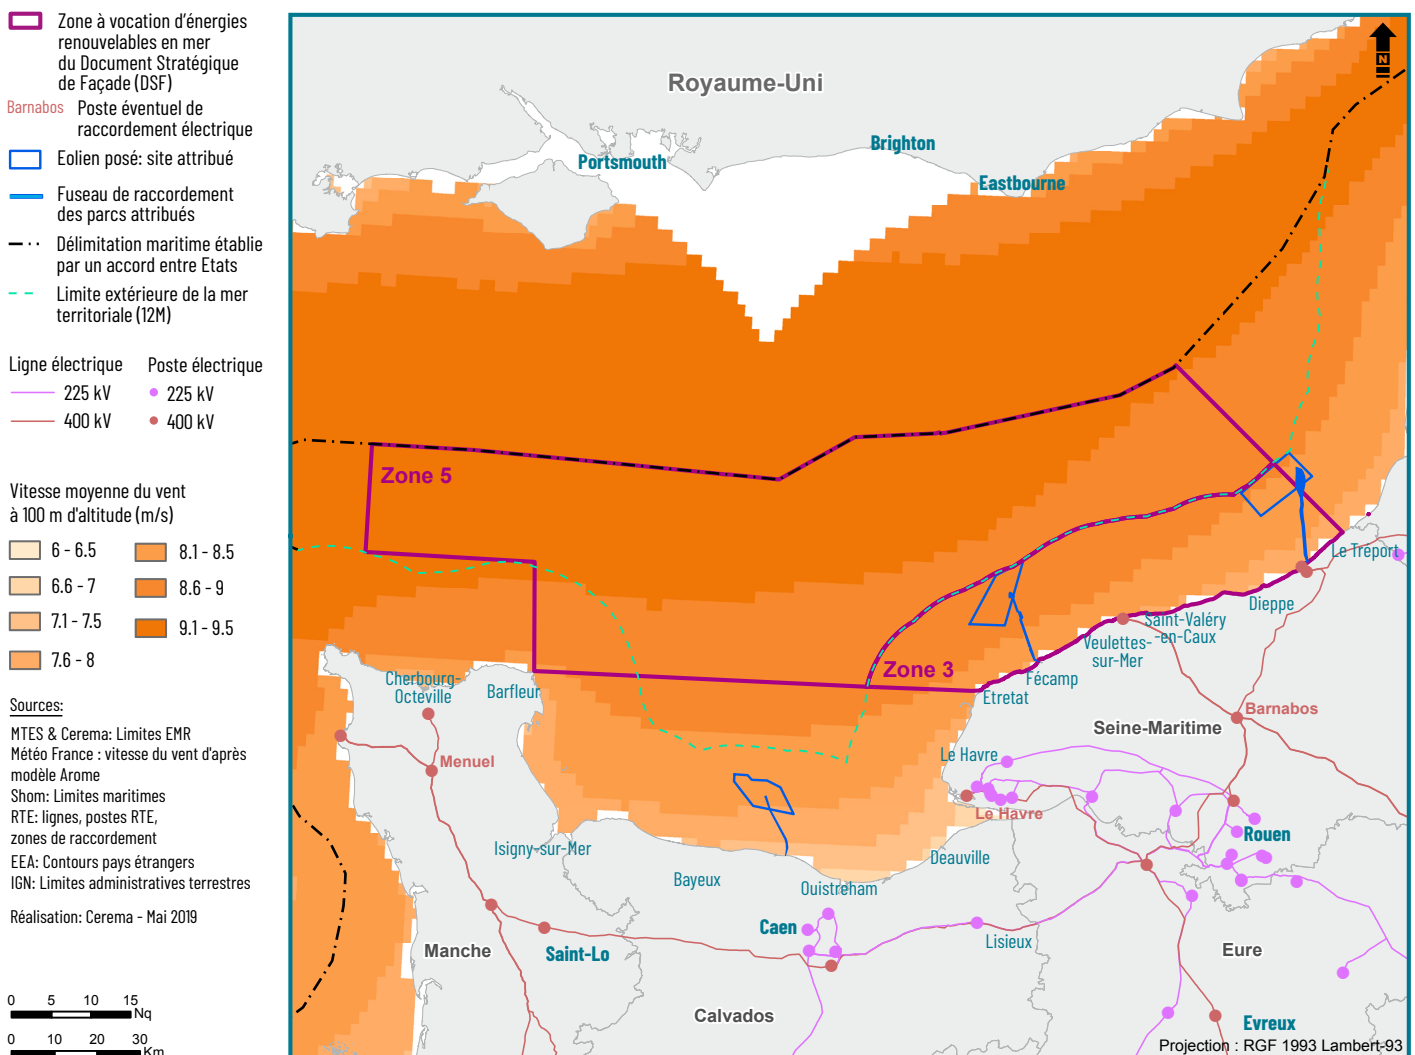 Zone à vocation d'énergies
renouvelables en mer
du Document Stratégique
de Façade (DSF)
Barnabos
Poste éventuel de
raccordement électrique
Eolien posé: site attribué
Fuseau de raccordement
des parcs attribués
Délimitation maritime établie
par un accord entre Etats
Limite extérieure de la mer
territoriale (12M)
Ligne électrique
Poste électrique
225 kV
225 kV
400 kV
400 kV
Vitesse moyenne du vent
à 100 m d'altitude (m/s)
6 - 6.5
8.1 - 8.5
6.6 - 7
8.6 - 9
7.1 - 7.5
9.1 - 9.5
7.6 - 8
Sources:
MTES & Cerema: Limites EMR
Météo France : vitesse du vent d'après
modèle Arome
Shom: Limites maritimes
RTE: lignes, postes RTE,
zones de raccordement
EEA: Contours pays étrangers
IGN: Limites administratives terrestres
Réalisation: Cerema - Mai 2019
0 5 10 15
Nq
0 10 20 30
Km
N
Royaume-Uni
Brighton
Portsmouth
Eastbourne
Zone 5
Le Tréport
Dieppe
Saint-Valéry
-en-Caux
Veulettes-
sur-Mer
Zone 3
Fécamp
Etretat
Cherbourg-
Octeville
Barfleur
Barnabos
Seine-Maritime
Le Havre
Menuel
Le Havre
Rouen
Isigny-sur-Mer
Deauville
Bayeux
Ouistreham
Caen
Lisieux
Manche
Saint-Lo
Eure
Calvados
Evreux
Projection : RGF 1993 Lambert-93